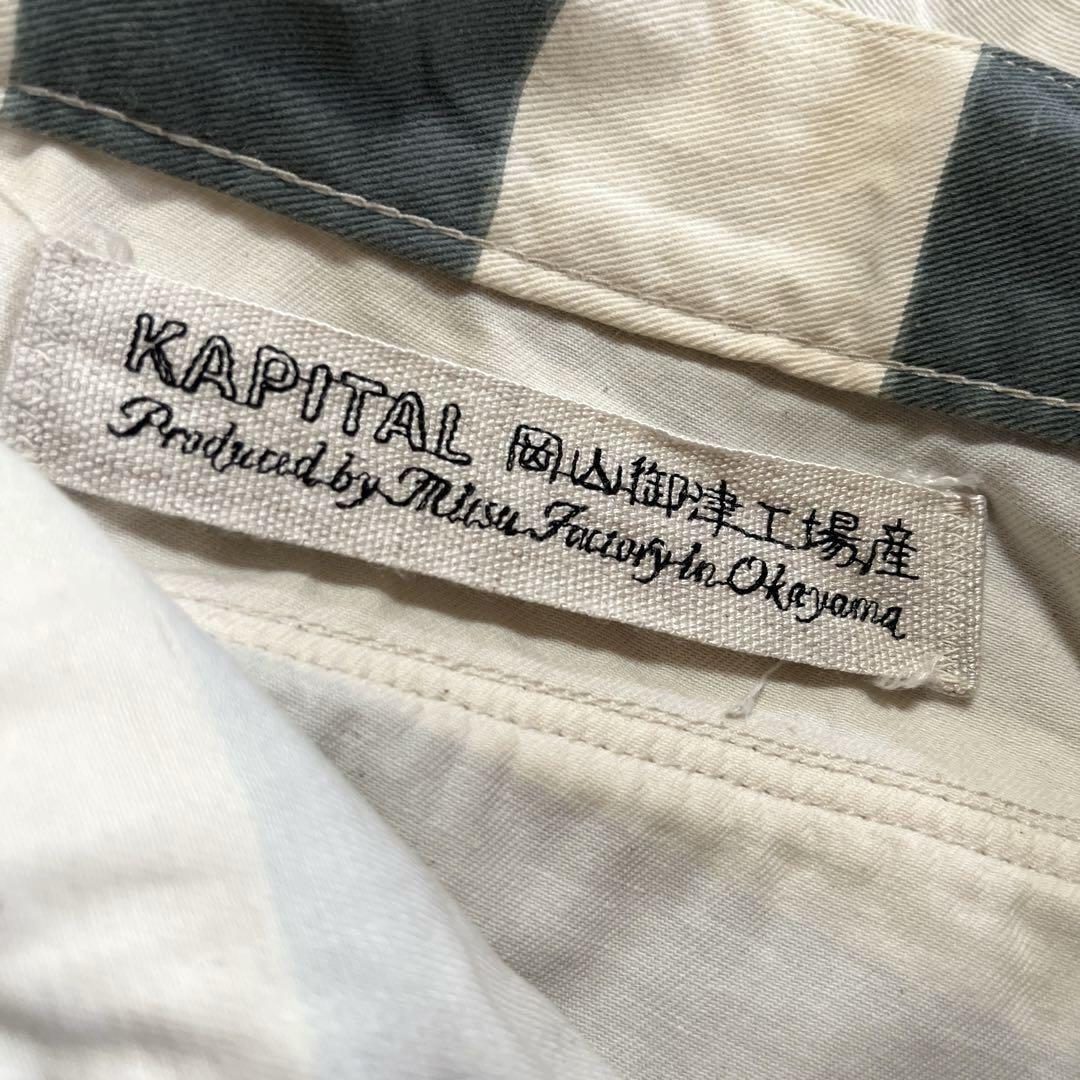 KAPITAL 岡山御津工場産
Produced by Mitsu Factory in Okayama